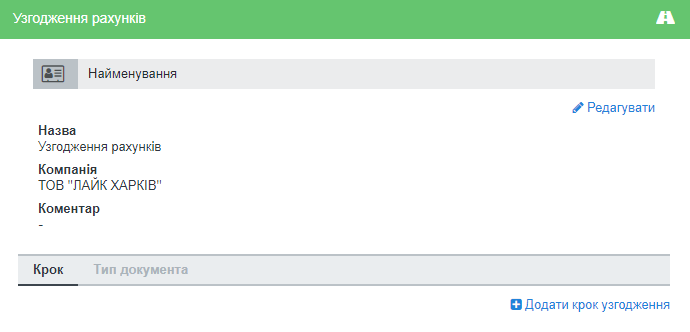 Узгодження рахунків
Найменування
Редагувати
Назва
Узгодження рахунків
Компанія
ТОВ "ЛАЙК ХАРКІВ"
Коментар
-
Крок Тип документа
Додати крок узгодження